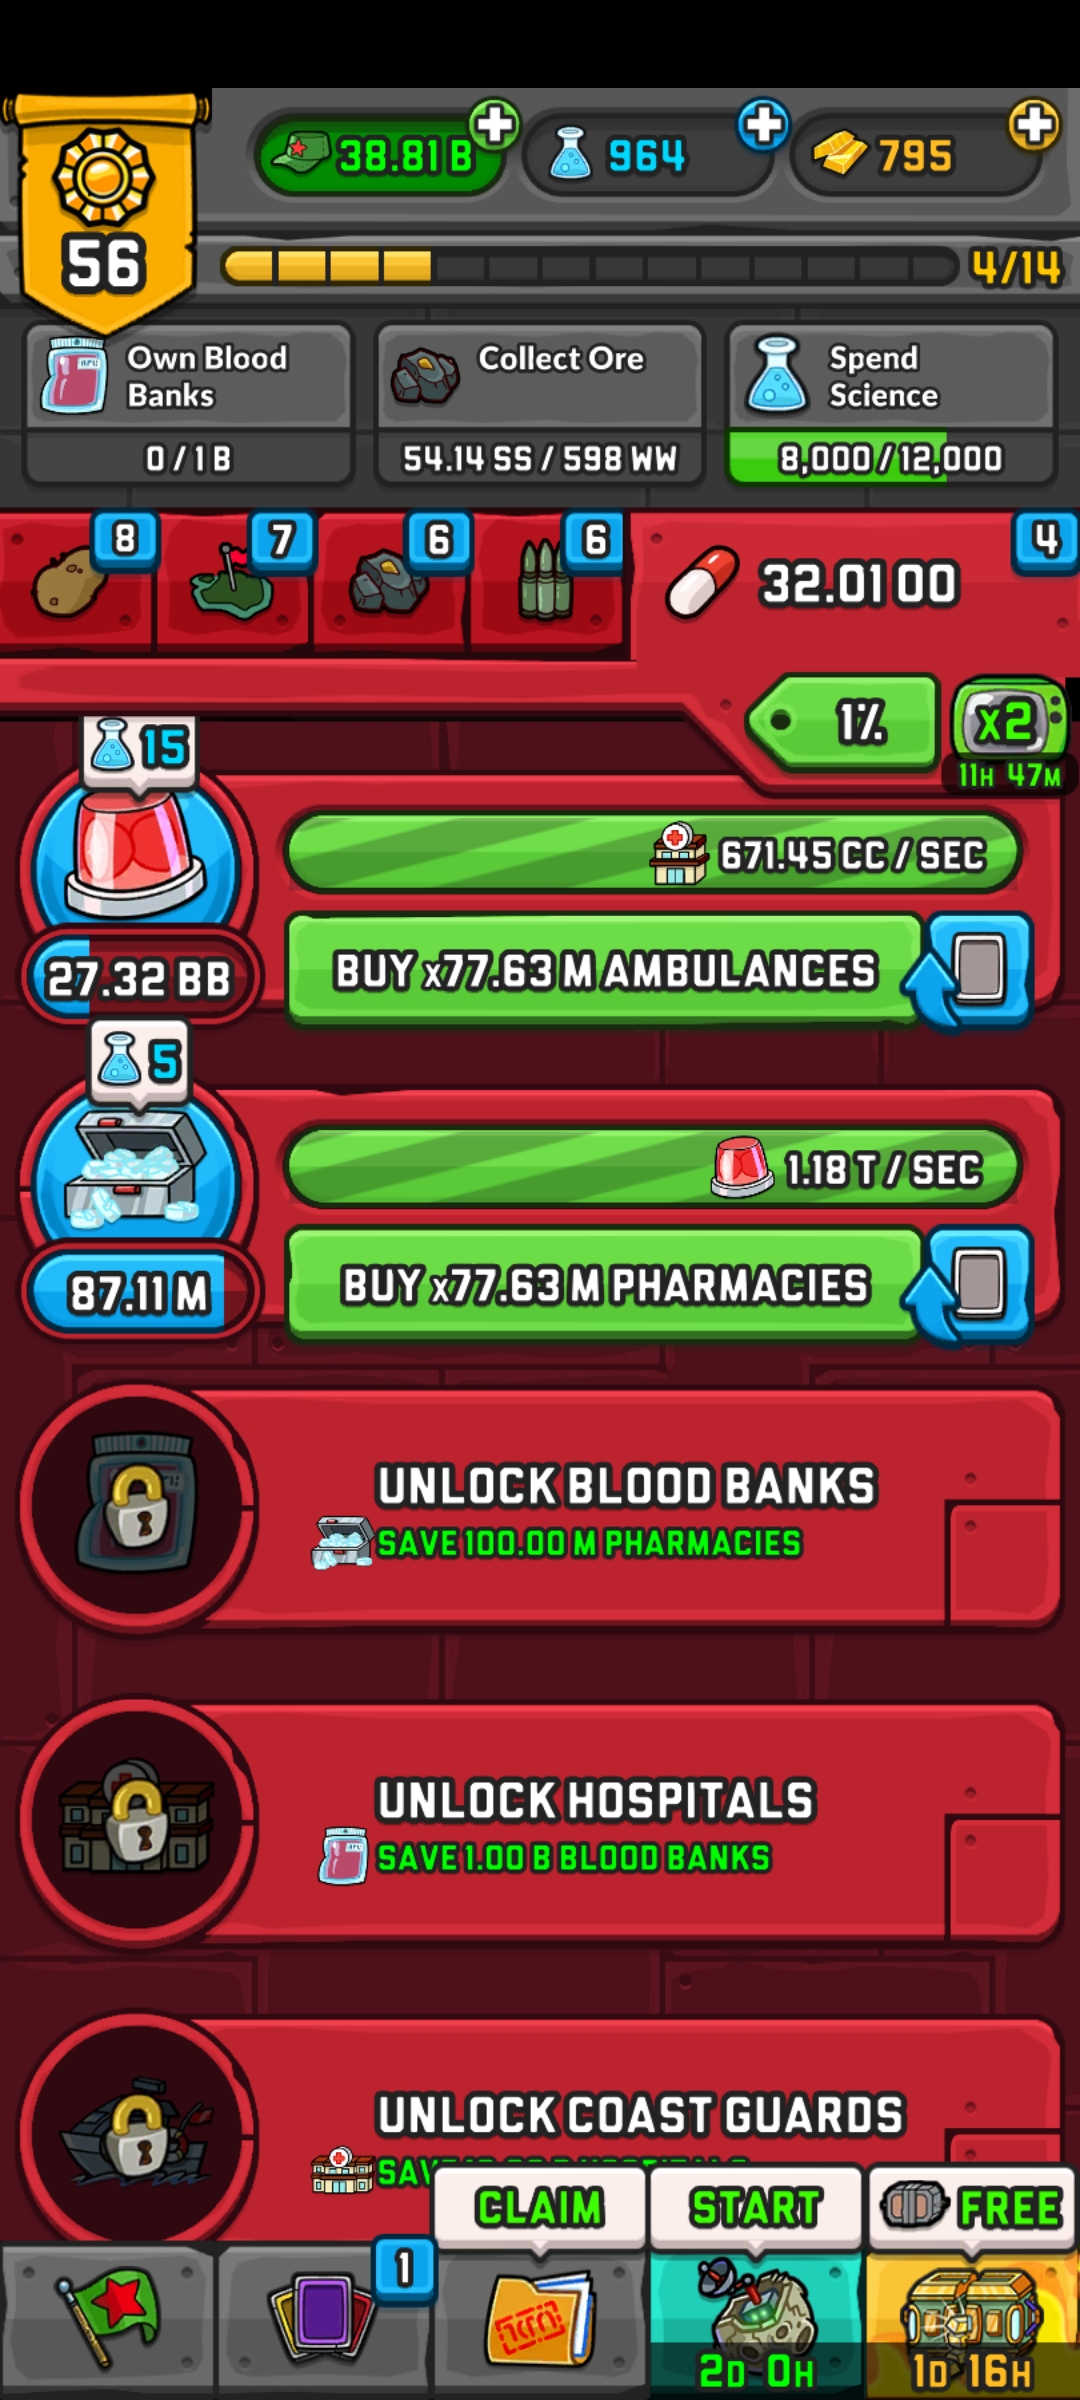 38.81 B
964
795
56
4/14
Own Blood Banks
0 / 1 B
Collect Ore
54.14 SS / 598 WW
Spend Science
8,000 / 12,000
8
7
6
6
4
32.01 OO
1%
x2
11H 47M
15
671.45 CC / SEC
27.32 BB
BUY x77.63 M AMBULANCES
5
1.18 T / SEC
87.11 M
BUY x77.63 M PHARMACIES
UNLOCK BLOOD BANKS
SAVE 100.00 M PHARMACIES
UNLOCK HOSPITALS
SAVE 1.00 B BLOOD BANKS
UNLOCK COAST GUARDS
CLAIM
START
FREE
1
2D 0H
1D 16H